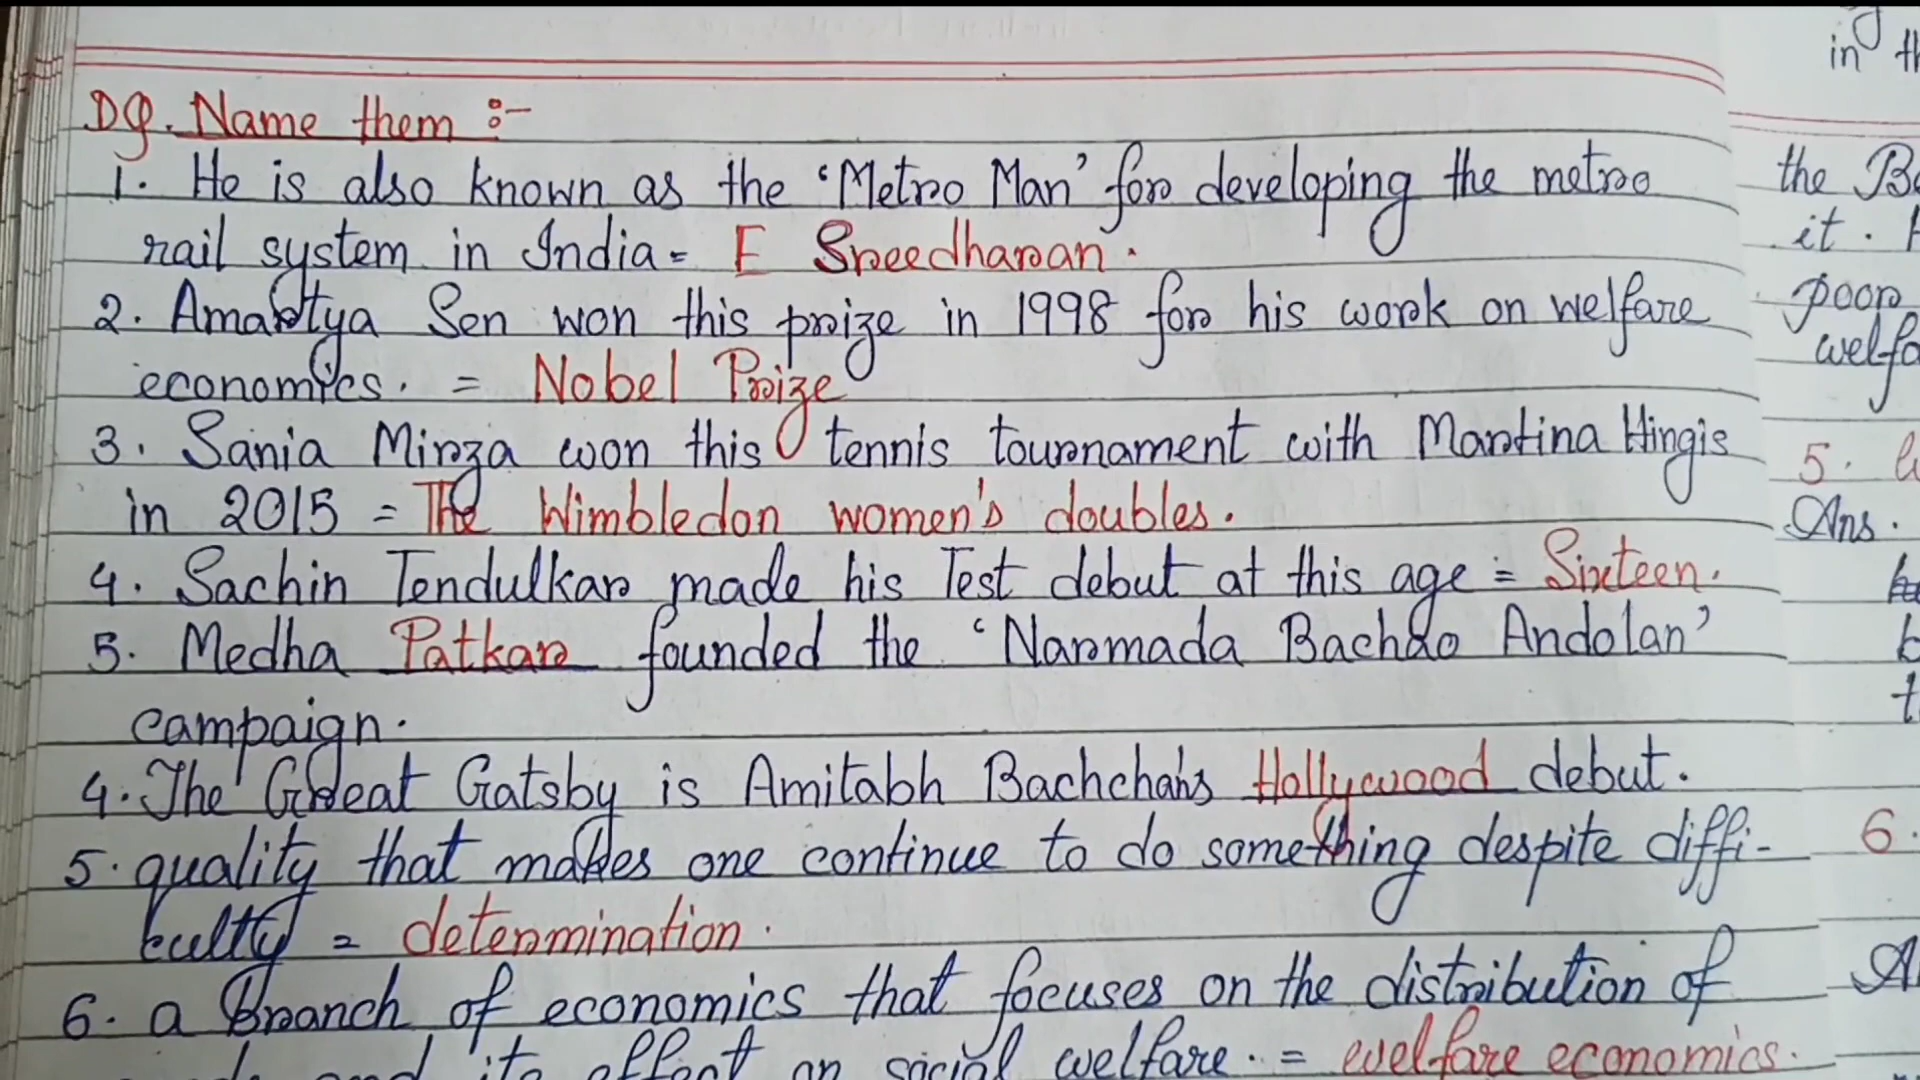 DG. Name them :-
1. He is also known as the 'Metro Man' for developing the metro
rail system in India = E Sreedharan.
2. Amartya Sen won this prize in 1998 for his work on welfare
economics. = Nobel Prize
3. Sania Mirza won this tennis tournament with Martina Hingis
in 2015 = The Wimbledon women's doubles.
4. Sachin Tendulkar made his Test debut at this age = Sixteen.
5. Medha Patkar founded the 'Narmada Bachao Andolan'
campaign.
4. The Great Gatsby is Amitabh Bachchan's Hollywood debut.
5. quality that makes one continue to do something despite diffi-
culty = determination.
6. a Branch of economics that focuses on the distribution of
and its effect on social welfare. = welfare economics.
in
the
it.
poor
5.
Ans.
6.